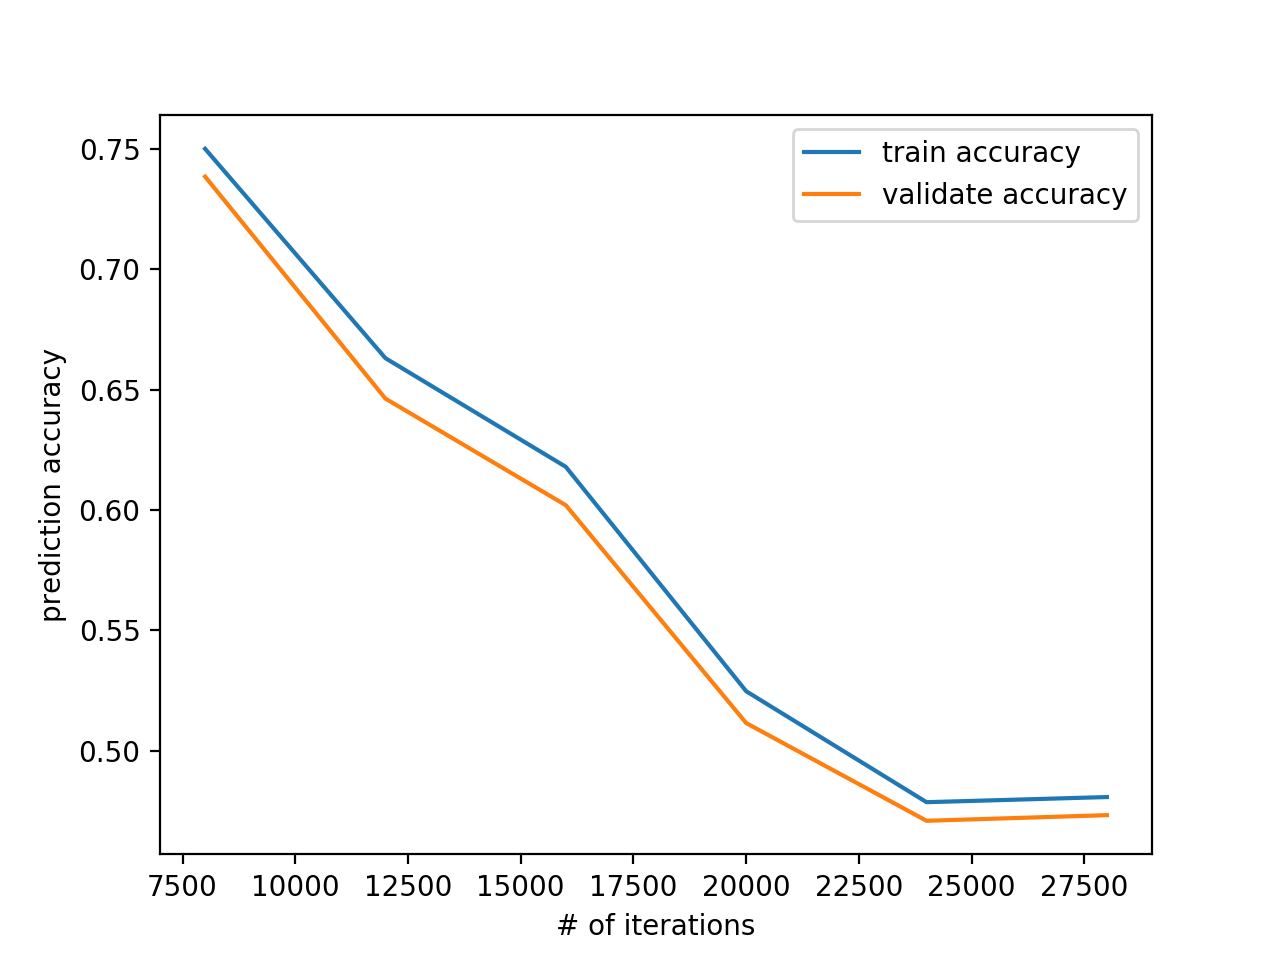 train accuracy
validate accuracy
prediction accuracy
0.75
0.70
0.65
0.60
0.55
0.50
7500 10000 12500 15000 17500 20000 22500 25000 27500
# of iterations